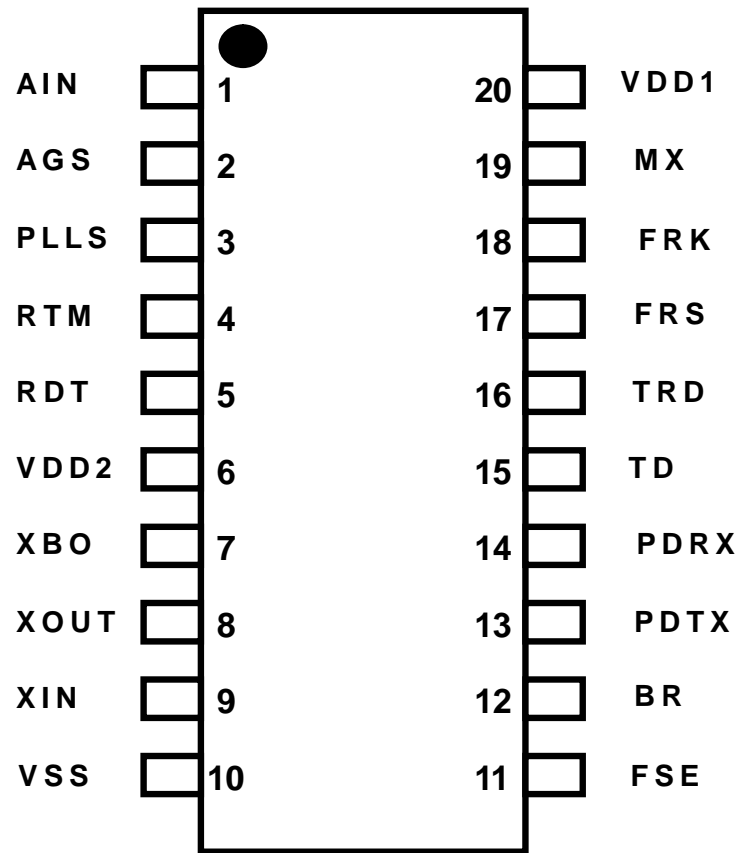 AIN 1 20 VDD1
AGS 2 19 MX
PLLS 3 18 FRK
RTM 4 17 FRS
RDT 5 16 TRD
VDD2 6 15 TD
XBO 7 14 PDRX
XOUT 8 13 PDTX
XIN 9 12 BR
VSS 10 11 FSE